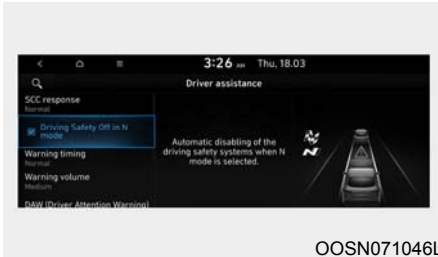 3:26 AM Thu, 18.03
Driver assistance
SCC response
Normal
Driving Safety Off in N
mode
Warning timing
Normal
Warning volume
Medium
DAW (Driver Attention Warning)
Automatic disabling of the
driving safety systems when N
mode is selected.
N
OOSN071046L